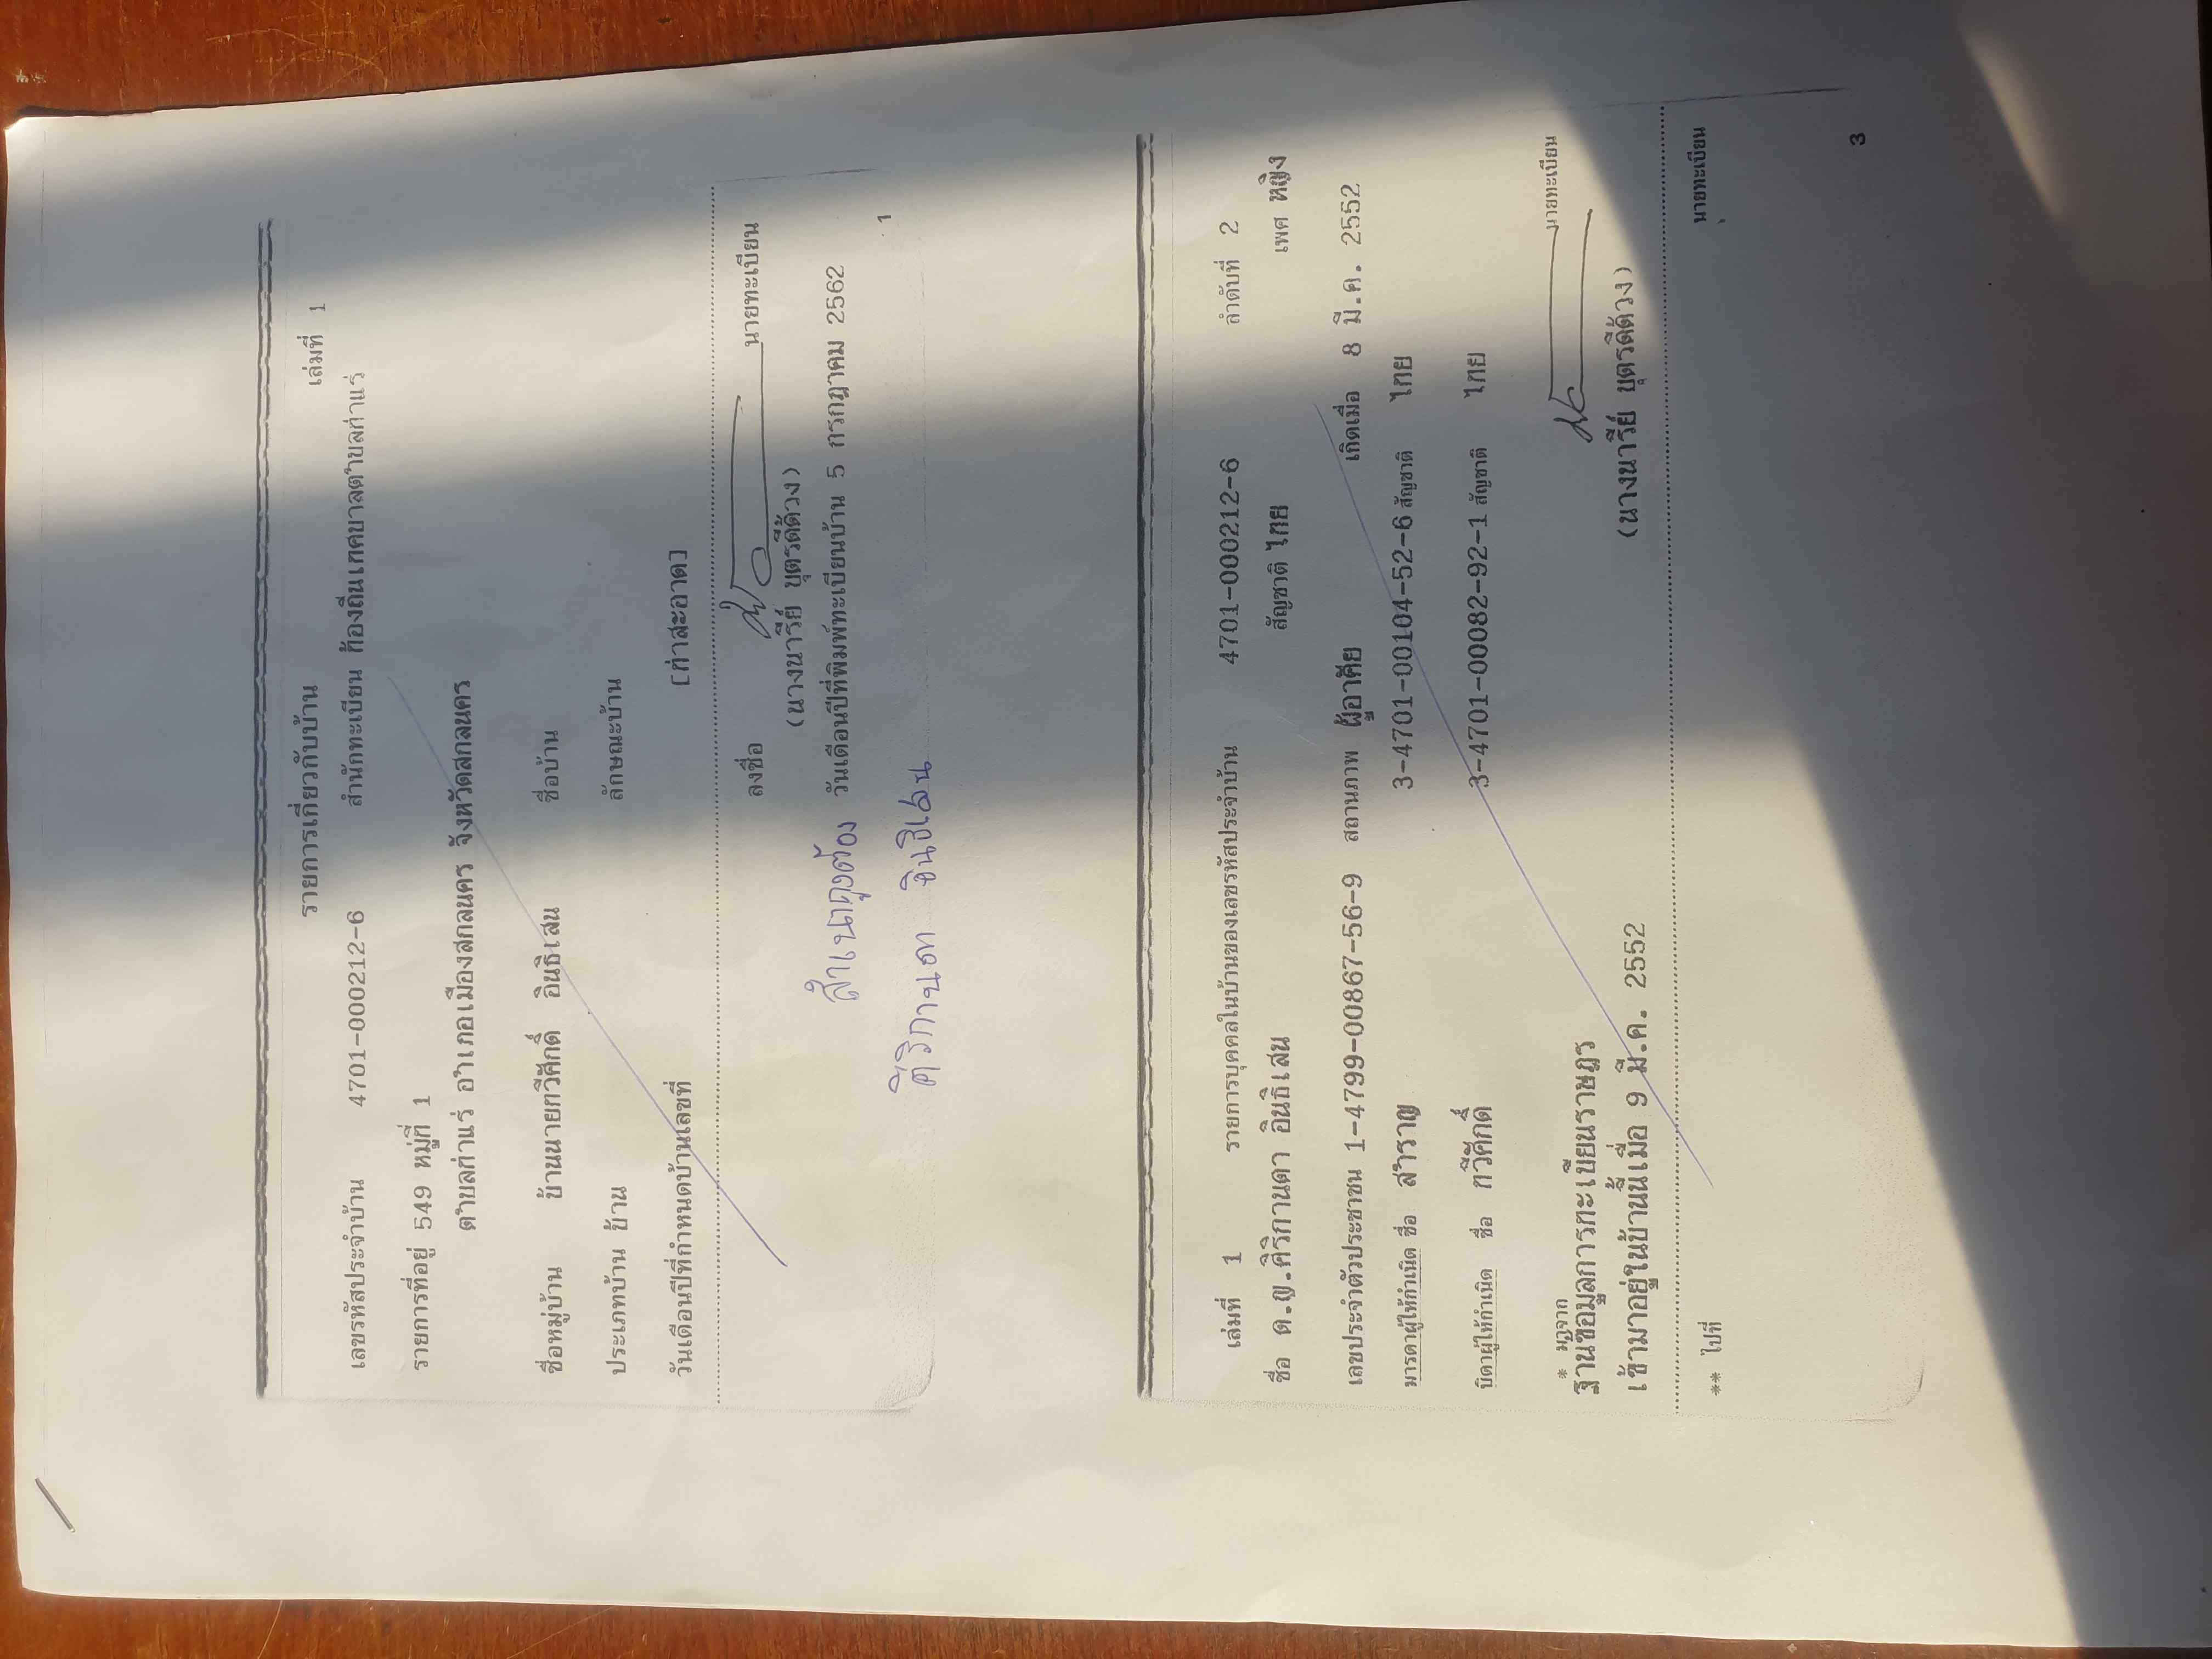 รายการเกี่ยวกับบ้าน เล่มที่ 1
เลขรหัสประจำบ้าน 4701-000212-6 สำนักทะเบียน ท้องถิ่นเทศบาลตำบลท่าแร่
รายการที่อยู่ 549 หมู่ที่ 1
ตำบลท่าแร่ อำเภอเมืองสกลนคร จังหวัดสกลนคร
ชื่อหมู่บ้าน บ้านนายทวีศักดิ์ อินธิเสน ชื่อบ้าน
ประเภทบ้าน บ้าน ลักษณะบ้าน
วันเดือนปีที่กำหนดบ้านเลขที่ [ท่าสะอาด]
ลงชื่อ นายทะเบียน
(นางนารีย์ บุตรดีด้วง)
วันเดือนปีที่พิมพ์ทะเบียนบ้าน 5 กรกฎาคม 2562
1
สำเนาถูกต้อง
ศิริกานดา อินธิเสน
เล่มที่ 1 รายการบุคคลในบ้านของเลขรหัสประจำบ้าน 4701-000212-6 ลำดับที่ 2
ชื่อ ด.ญ.ศิริกานดา อินธิเสน สัญชาติ ไทย เพศ หญิง
เลขประจำตัวประชาชน 1-4799-00867-56-9 สถานภาพ ผู้อาศัย เกิดเมื่อ 8 มี.ค. 2552
มารดาผู้ให้กำเนิด ชื่อ สำราญ 3-4701-00104-52-6 สัญชาติ ไทย
บิดาผู้ให้กำเนิด ชื่อ ทวีศักดิ์ 3-4701-00082-92-1 สัญชาติ ไทย
* มาจาก
ฐานข้อมูลการทะเบียนราษฎร นายทะเบียน
เข้ามาอยู่ในบ้านนี้เมื่อ 9 มี.ค. 2552 (นางนารีย์ บุตรดีด้วง)
** ไปที่ นายทะเบียน
3